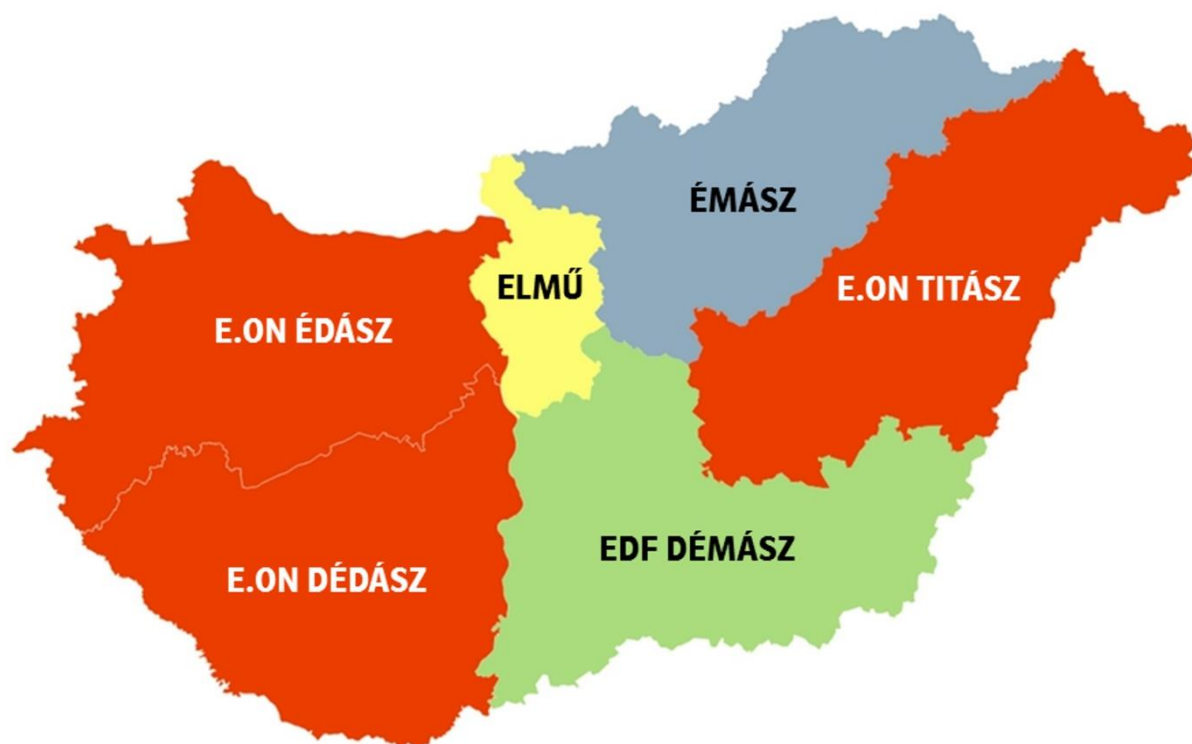 ÉMÁSZ
ELMŰ
E.ON TITÁSZ
E.ON ÉDÁSZ
EDF DÉMÁSZ
E.ON DÉDÁSZ